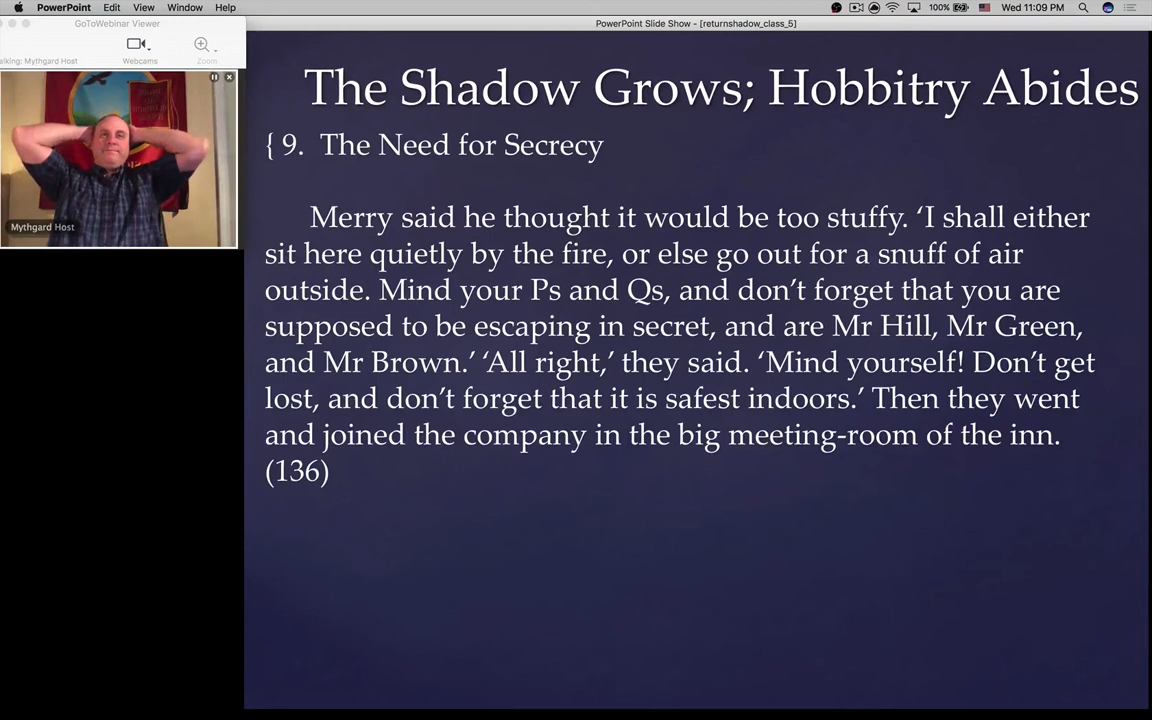 PowerPoint Edit View Window Help
100% Wed 11:09 PM
GoToWebinar Viewer
PowerPoint Slide Show - [returnshadow_class_5]
alking: Mythgard Host
Webcams
Zoom
Mythgard Host
The Shadow Grows; Hobbitry Abides
{ 9. The Need for Secrecy
Merry said he thought it would be too stuffy. ‘I shall either
sit here quietly by the fire, or else go out for a snuff of air
outside. Mind your Ps and Qs, and don’t forget that you are
supposed to be escaping in secret, and are Mr Hill, Mr Green,
and Mr Brown.’ ‘All right,’ they said. ‘Mind yourself! Don’t get
lost, and don’t forget that it is safest indoors.’ Then they went
and joined the company in the big meeting-room of the inn.
(136)